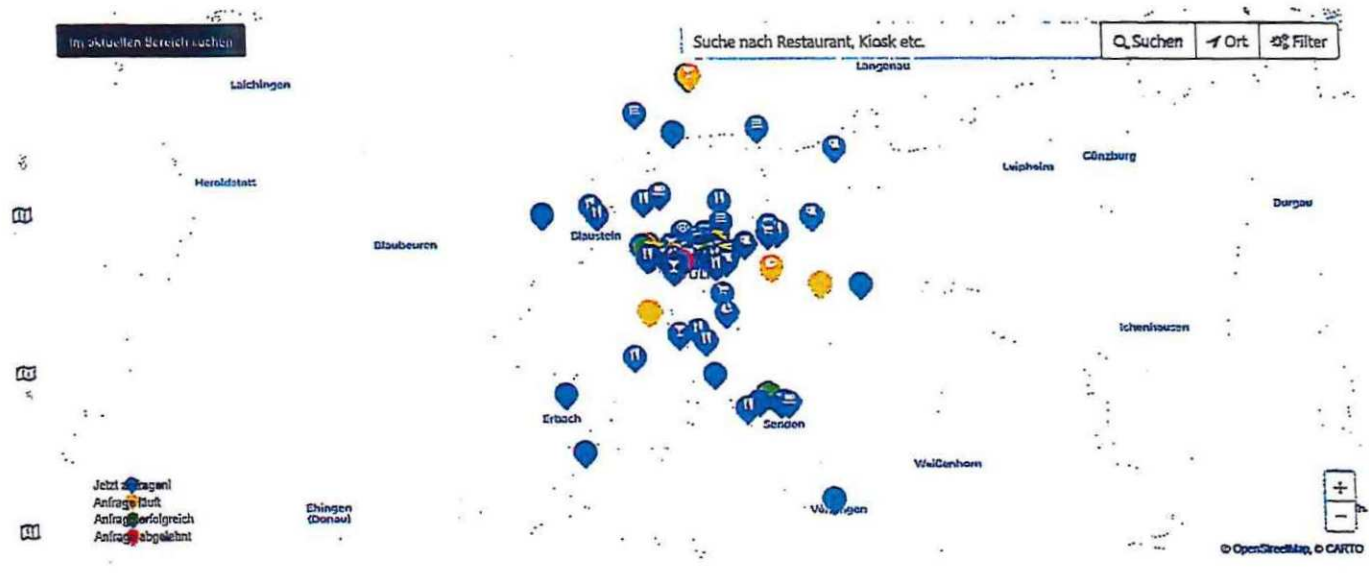 Im aktuellen Bereich suchen
Suche nach Restaurant, Kiosk etc.
Suchen
Ort
Filter
Langenau
Laichingen
Günzburg
Leipheim
Heroldstatt
Burgau
Blaustein
Blaubeuren
Ichenhausen
Erbach
Senden
Weißenhorn
Jetzt anfragen!
Anfrage läuft
Anfrage erfolgreich
Anfrage abgelehnt
Ehingen
(Donau)
+
−
© OpenStreetMap, © CARTO